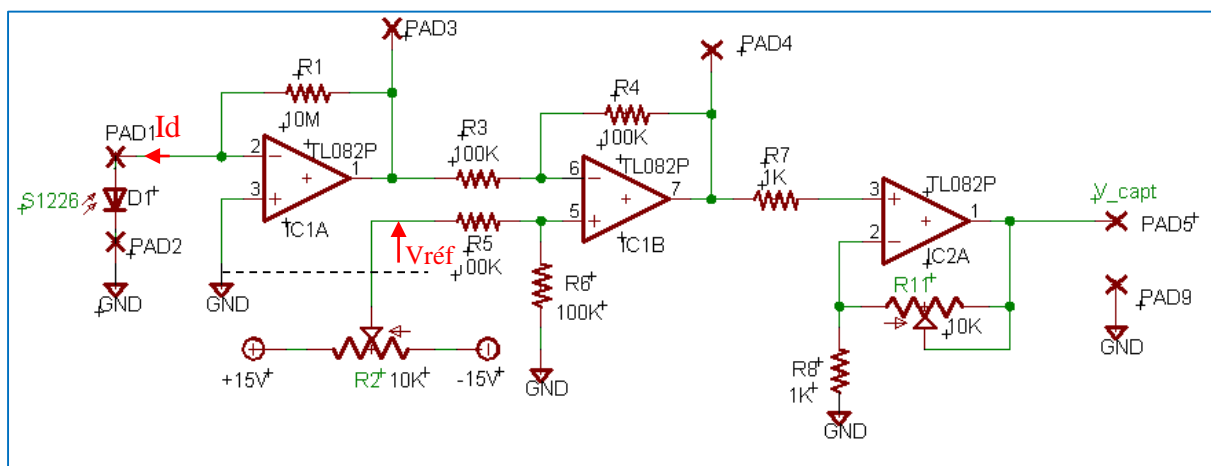 PAD3
PAD4
R1
10M
R4
100K
PAD1
Id
TL082P
2
3
1
R3
100K
TL082P
6
5
7
R7
1K
TL082P
3
2
1
V_capt
PAD5
S1226
D1
IC1A
PAD2
Vréf
R5
00K
IC1B
IC2A
R11
10K
PAD9
GND
GND
R6
100K
GND
+15V
R2
10K
-15V
GND
R8
1K
GND